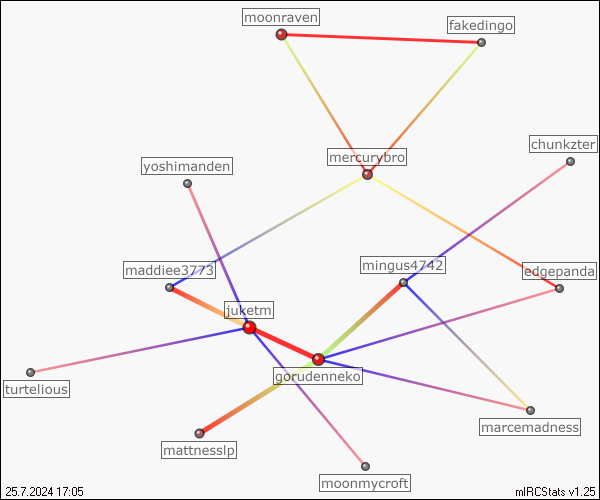 moonraven
fakedingo
chunkzter
mercurybro
yoshimanden
maddiee3773
mingus4742
edgepanda
juketm
gorudenneko
turtelious
marcemadness
mattnesslp
moonmycroft
25.7.2024 17:05
mIRCStats v1.25